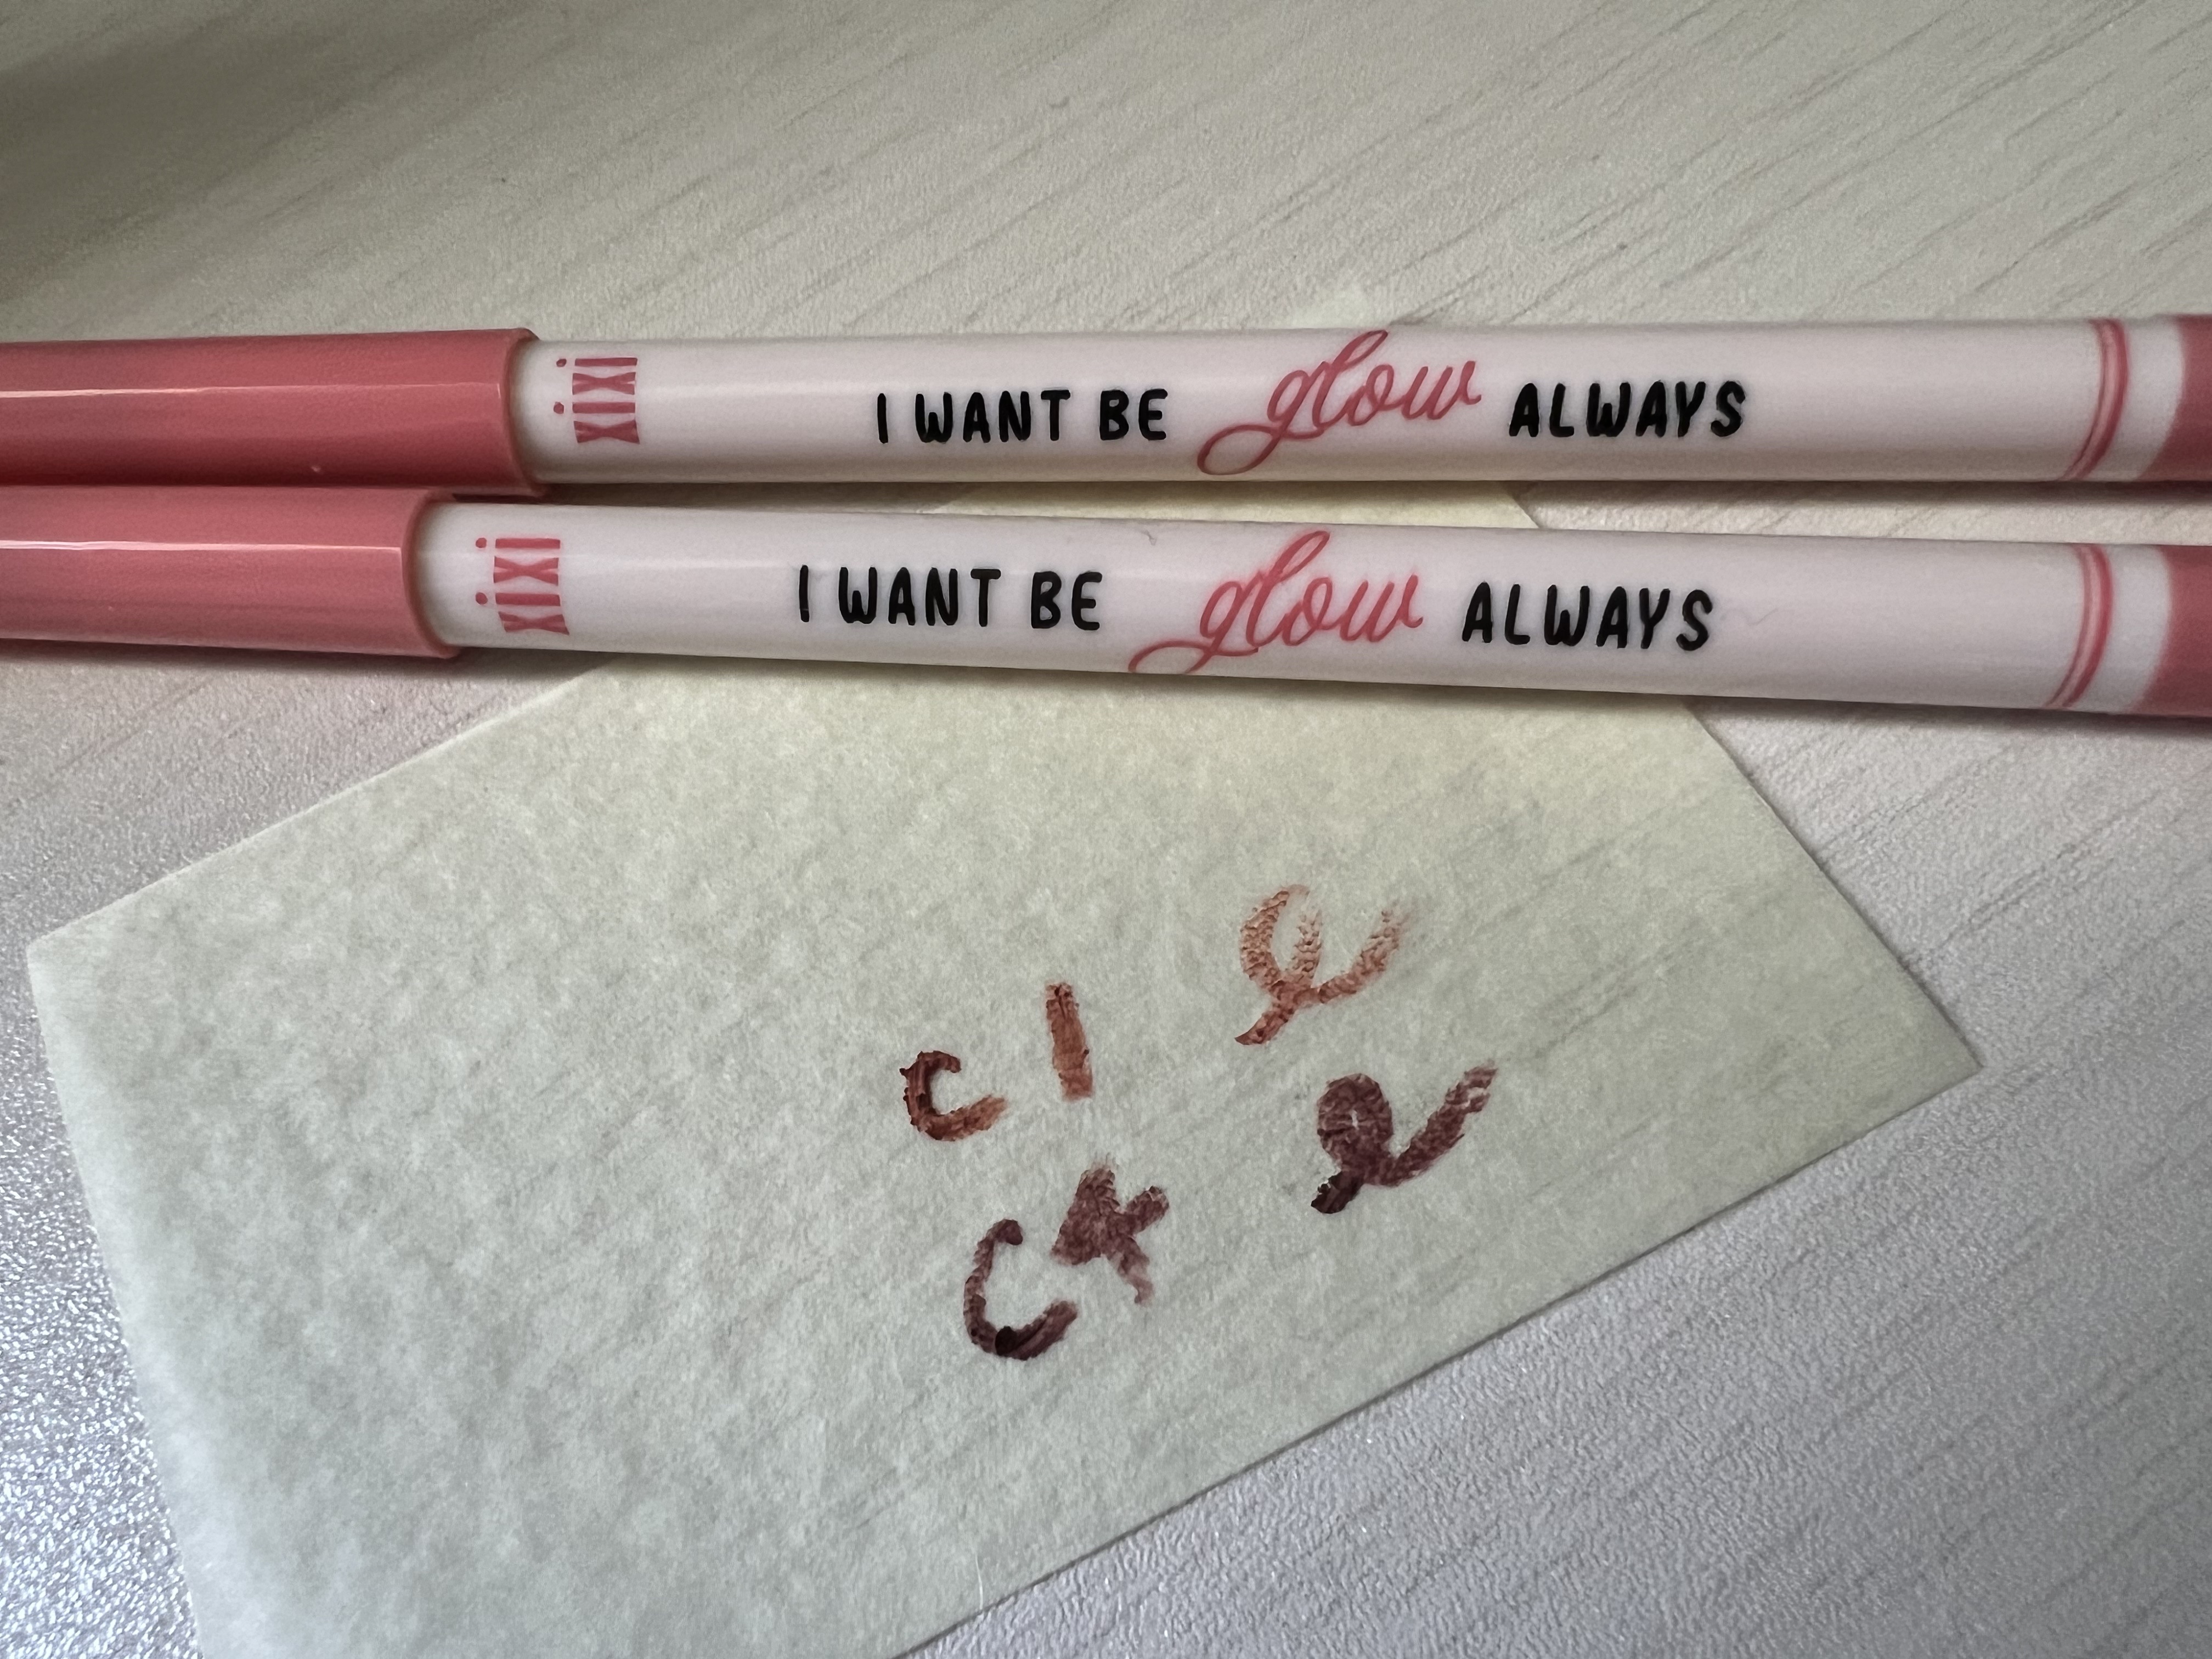 xixi I WANT BE glow ALWAYS
xixi I WANT BE glow ALWAYS
C1 e
C4 e